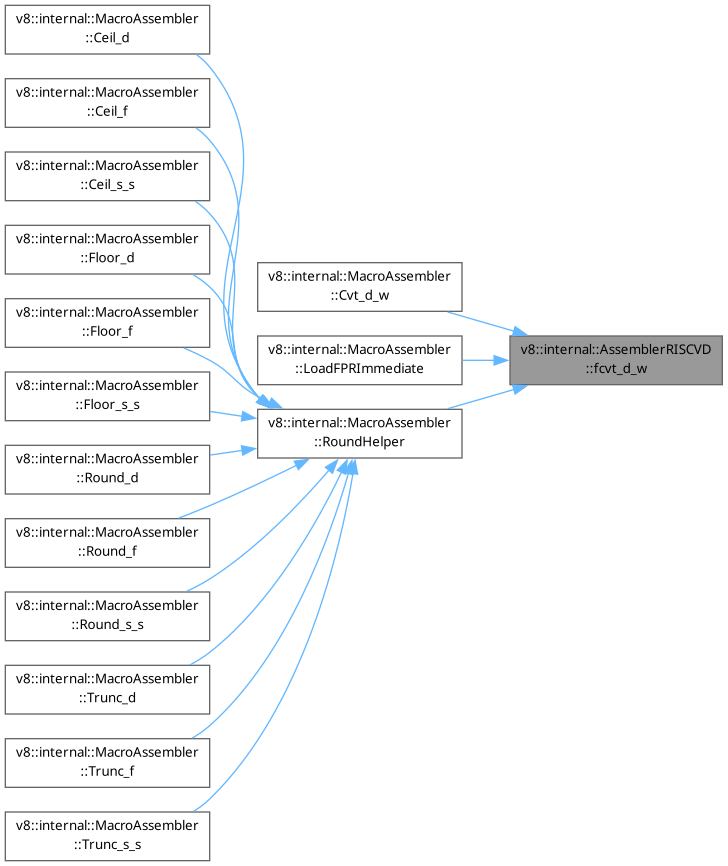 v8::internal::MacroAssembler
::Ceil_d
v8::internal::MacroAssembler
::Ceil_f
v8::internal::MacroAssembler
::Ceil_s_s
v8::internal::MacroAssembler
::Floor_d
v8::internal::MacroAssembler
::Floor_f
v8::internal::MacroAssembler
::Floor_s_s
v8::internal::MacroAssembler
::Round_d
v8::internal::MacroAssembler
::Round_f
v8::internal::MacroAssembler
::Round_s_s
v8::internal::MacroAssembler
::Trunc_d
v8::internal::MacroAssembler
::Trunc_f
v8::internal::MacroAssembler
::Trunc_s_s
v8::internal::MacroAssembler
::Cvt_d_w
v8::internal::MacroAssembler
::LoadFPRImmediate
v8::internal::MacroAssembler
::RoundHelper
v8::internal::AssemblerRISCVD
::fcvt_d_w